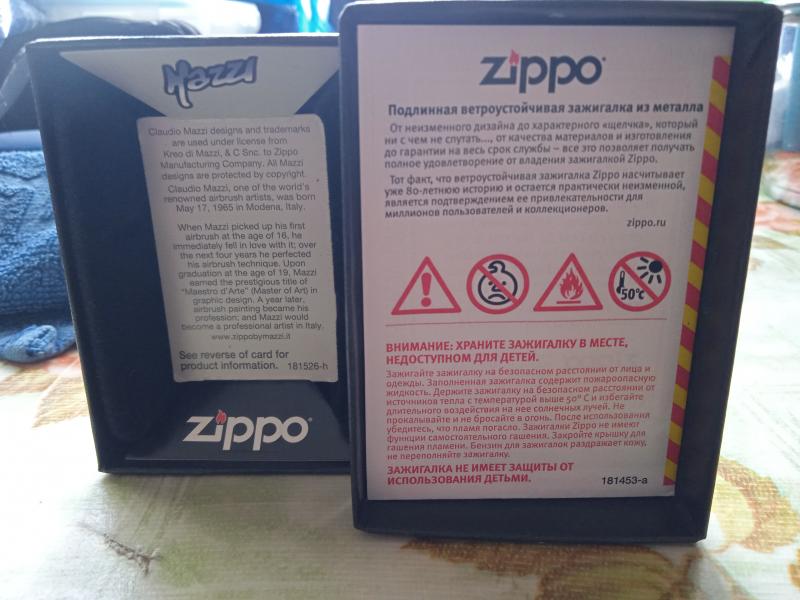 Mazzi
Claudio Mazzi designs and trademarks
are used under license from
Kreo di Mazzi, & C Snc. to Zippo
Manufacturing Company. All Mazzi
designs are protected by copyright.
Claudio Mazzi, one of the world's
renowned airbrush artists, was born
May 17, 1965 in Modena, Italy.
When Mazzi picked up his first
airbrush at the age of 16, he
immediately fell in love with it; over
the next four years he perfected
his airbrush technique. Upon
graduation at the age of 19, Mazzi
earned the prestigious title of
"Maestro d'Arte" (Master of Art) in
graphic design. A year later,
airbrush painting became his
profession; and Mazzi would
become a professional artist in Italy.
www.zippobymazzi.it
See reverse of card for
product information. 181526-h
zippo
zippo
Подлинная ветроустойчивая зажигалка из металла
От неизменного дизайна до характерного «щелчка», который
ни с чем не спутать..., от качества материалов и изготовления
до гарантии на весь срок службы – все это позволяет получать
полное удовлетворение от владения зажигалкой Zippo.
Тот факт, что ветроустойчивая зажигалка Zippo насчитывает
уже 80-летнюю историю и остается практически неизменной,
является подтверждением ее привлекательности для
миллионов пользователей и коллекционеров.
zippo.ru
50°C
ВНИМАНИЕ: ХРАНИТЕ ЗАЖИГАЛКУ В МЕСТЕ,
НЕДОСТУПНОМ ДЛЯ ДЕТЕЙ.
Зажигайте зажигалку на безопасном расстоянии от лица и
одежды. Заполненная зажигалка содержит пожароопасную
жидкость. Держите зажигалку на безопасном расстоянии от
источников тепла с температурой выше 50° C и избегайте
длительного воздействия на нее солнечных лучей. Не
прокалывайте и не бросайте в огонь. После использования
убедитесь, что пламя погасло. Зажигалки Zippo не имеют
функции самостоятельного гашения. Закройте крышку для
гашения пламени. Бензин для зажигалок раздражает кожу,
не переполняйте зажигалку.
ЗАЖИГАЛКА НЕ ИМЕЕТ ЗАЩИТЫ ОТ
ИСПОЛЬЗОВАНИЯ ДЕТЬМИ. 181453-a